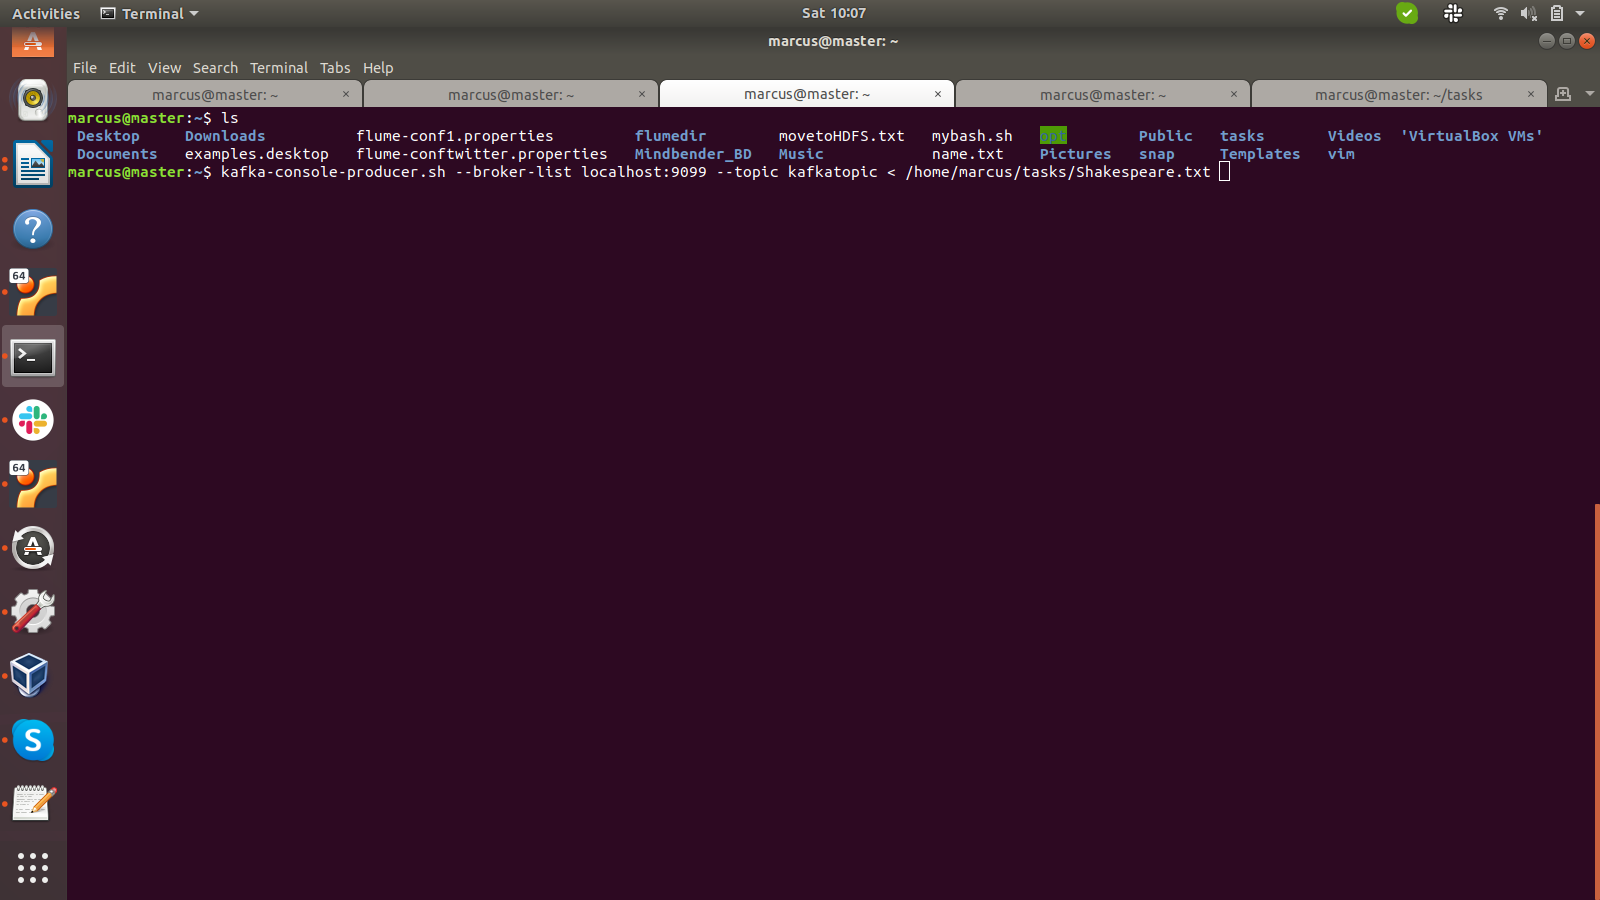 Activities Terminal Sat 10:07
marcus@master: ~
File Edit View Search Terminal Tabs Help
marcus@master: ~ × marcus@master: ~ × marcus@master: ~ × marcus@master: ~ × marcus@master: ~/tasks ×
marcus@master:~$ ls
Desktop Downloads flume-conf1.properties flumedir movetoHDFS.txt mybash.sh opt Public tasks Videos 'VirtualBox VMs'
Documents examples.desktop flume-conftwitter.properties Mindbender_BD Music name.txt Pictures snap Templates vim
marcus@master:~$ kafka-console-producer.sh --broker-list localhost:9099 --topic kafkatopic < /home/marcus/tasks/Shakespeare.txt
?
64
>_
64
A
S